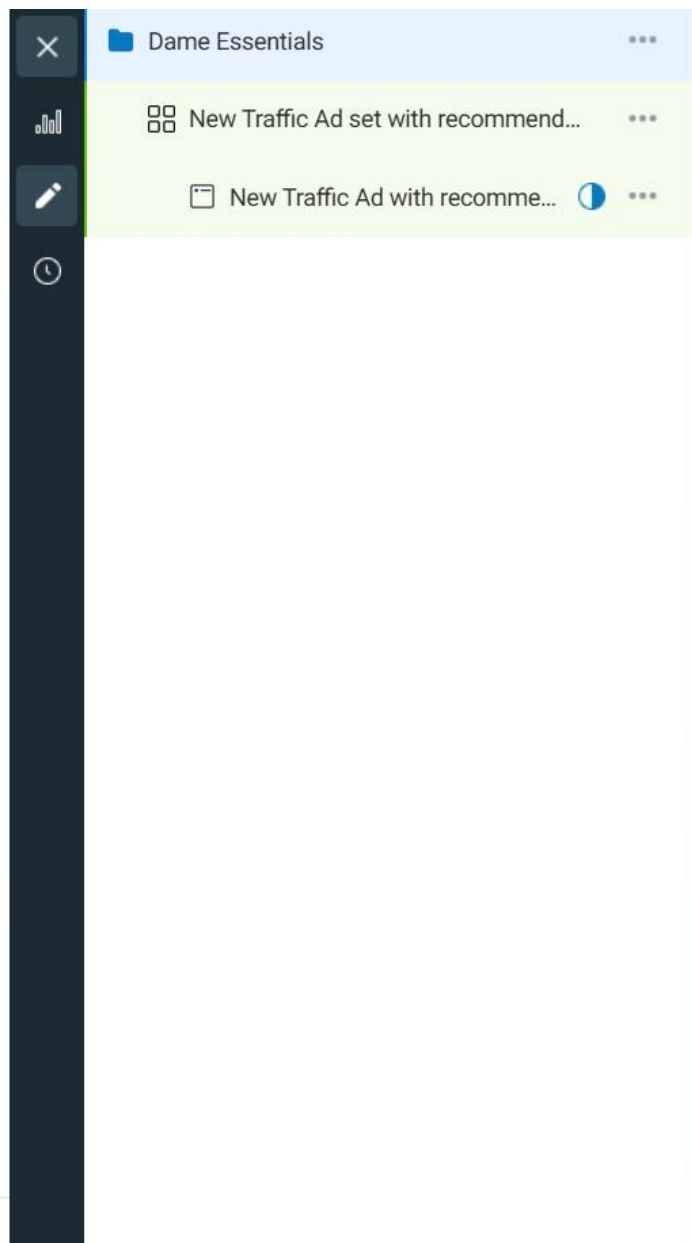 Dame Essentials
New Traffic Ad set with recommend...
New Traffic Ad with recomme...